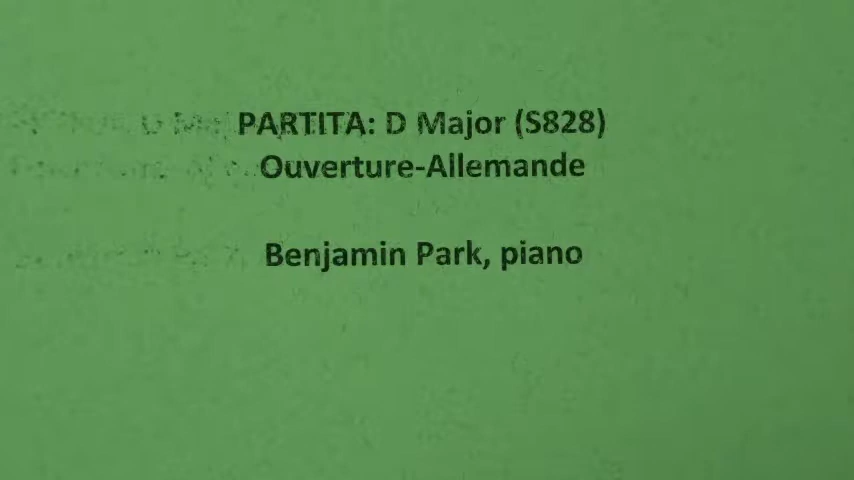 PARTITA: D Major (S828)
Ouverture-Allemande
Benjamin Park, piano